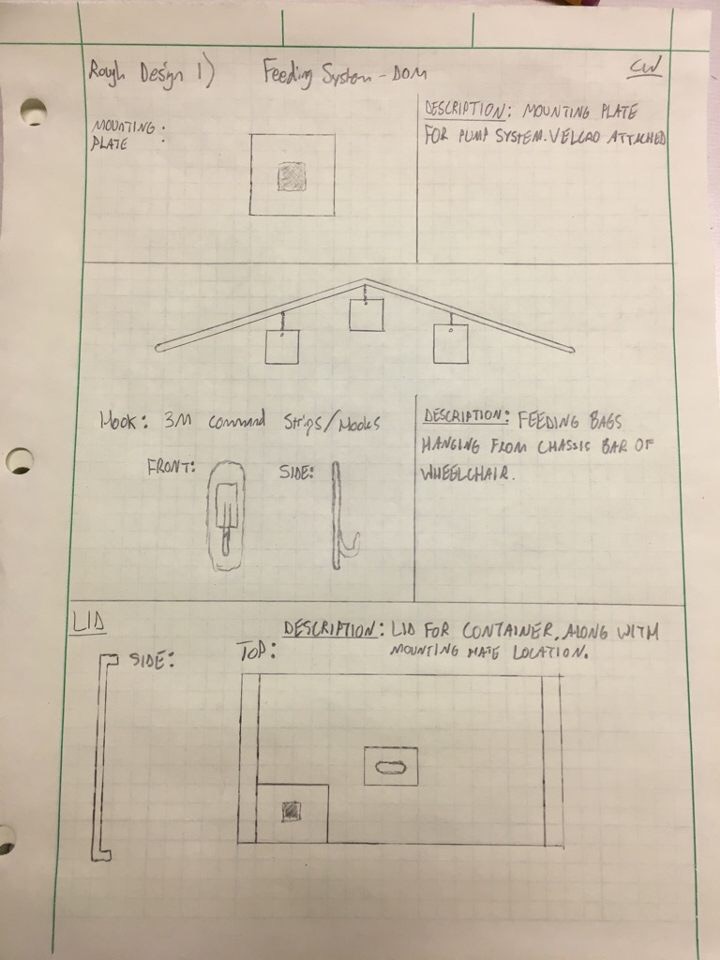 Rough Design 1) Feeding System - DOM CW
MOUNTING :
PLATE :
DESCRIPTION: MOUNTING PLATE
FOR PUMP SYSTEM. VELCRO ATTACHED
Hook: 3M command Strips/Hooks
FRONT: SIDE:
DESCRIPTION: FEEDING BAGS
HANGING FROM CHASSIS BAR OF
WHEELCHAIR.
LID
DESCRIPTION: LID FOR CONTAINER, ALONG WITH
MOUNTING PLATE LOCATION.
SIDE: TOP: